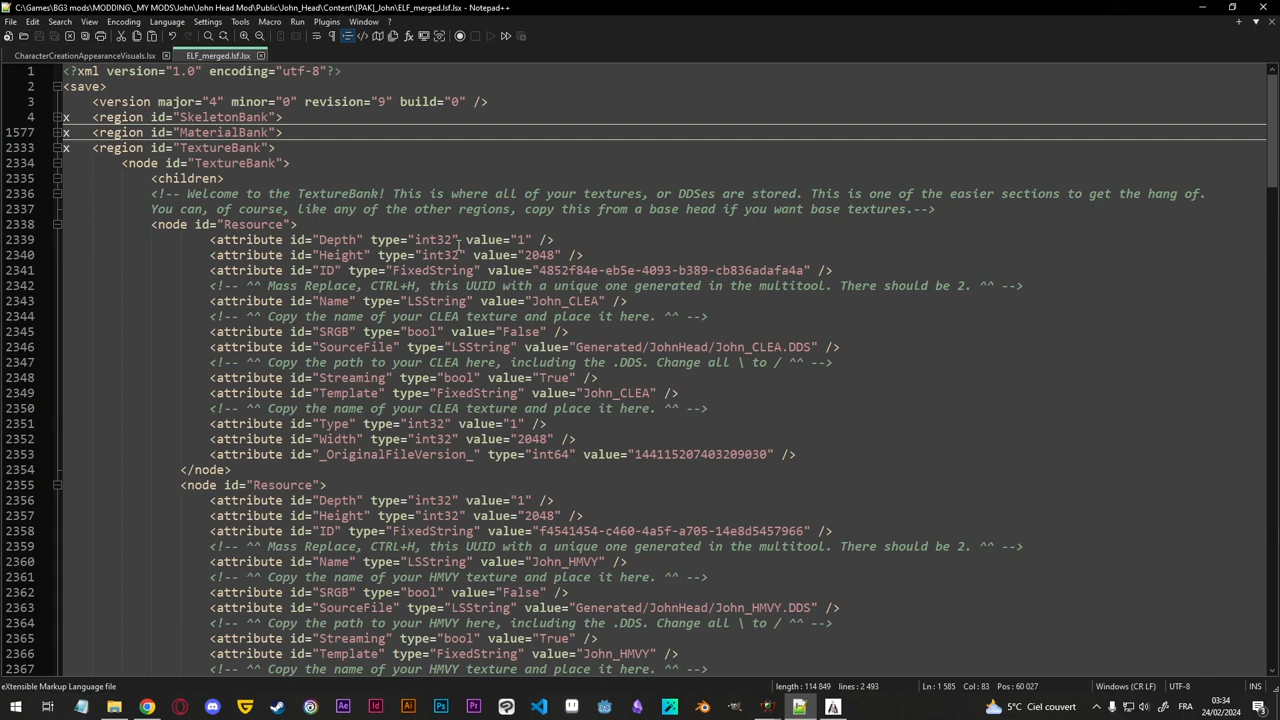 C:\Games\BG3 mods\MODDING\_MY MODS\John\John Head Mod\Public\John_Head\Content\[PAK]_John\ELF_merged.lsf.lsx - Notepad++
File Edit Search View Encoding Language Settings Tools Macro Run Plugins Window ?
CharacterCreationAppearanceVisuals.lsx ELF_merged.lsf.lsx
1 <?xml version="1.0" encoding="utf-8"?>
2 <save>
3 <version major="4" minor="0" revision="9" build="0" />
4 x <region id="SkeletonBank">
1577 x <region id="MaterialBank">
2333 x <region id="TextureBank">
2334 <node id="TextureBank">
2335 <children>
2336 <!-- Welcome to the TextureBank! This is where all of your textures, or DDSes are stored. This is one of the easier sections to get the hang of.
2337 You can, of course, like any of the other regions, copy this from a base head if you want base textures.-->
2338 <node id="Resource">
2339 <attribute id="Depth" type="int32" value="1" />
2340 <attribute id="Height" type="int32" value="2048" />
2341 <attribute id="ID" type="FixedString" value="4852f84e-eb5e-4093-b389-cb836adafa4a" />
2342 <!-- ^^ Mass Replace, CTRL+H, this UUID with a unique one generated in the multitool. There should be 2. ^^ -->
2343 <attribute id="Name" type="LSString" value="John_CLEA" />
2344 <!-- ^^ Copy the name of your CLEA texture and place it here. ^^ -->
2345 <attribute id="SRGB" type="bool" value="False" />
2346 <attribute id="SourceFile" type="LSString" value="Generated/JohnHead/John_CLEA.DDS" />
2347 <!-- ^^ Copy the path to your CLEA here, including the .DDS. Change all \ to / ^^ -->
2348 <attribute id="Streaming" type="bool" value="True" />
2349 <attribute id="Template" type="FixedString" value="John_CLEA" />
2350 <!-- ^^ Copy the name of your CLEA texture and place it here. ^^ -->
2351 <attribute id="Type" type="int32" value="1" />
2352 <attribute id="Width" type="int32" value="2048" />
2353 <attribute id="_OriginalFileVersion_" type="int64" value="144115207403209030" />
2354 </node>
2355 <node id="Resource">
2356 <attribute id="Depth" type="int32" value="1" />
2357 <attribute id="Height" type="int32" value="2048" />
2358 <attribute id="ID" type="FixedString" value="f4541454-c460-4a5f-a705-14e8d5457966" />
2359 <!-- ^^ Mass Replace, CTRL+H, this UUID with a unique one generated in the multitool. There should be 2. ^^ -->
2360 <attribute id="Name" type="LSString" value="John_HMVY" />
2361 <!-- ^^ Copy the name of your HMVY texture and place it here. ^^ -->
2362 <attribute id="SRGB" type="bool" value="False" />
2363 <attribute id="SourceFile" type="LSString" value="Generated/JohnHead/John_HMVY.DDS" />
2364 <!-- ^^ Copy the path to your HMVY here, including the .DDS. Change all \ to / ^^ -->
2365 <attribute id="Streaming" type="bool" value="True" />
2366 <attribute id="Template" type="FixedString" value="John_HMVY" />
2367 <!-- ^^ Copy the name of your HMVY texture and place it here. ^^ -->
eXtensible Markup Language file length : 114 849 lines : 2 493 Ln : 1 585 Col : 83 Pos : 60 027 Windows (CR LF) UTF-8 INS
Ae Id Ai Ps Pr 5°C Ciel couvert FRA 03:34
24/02/2024